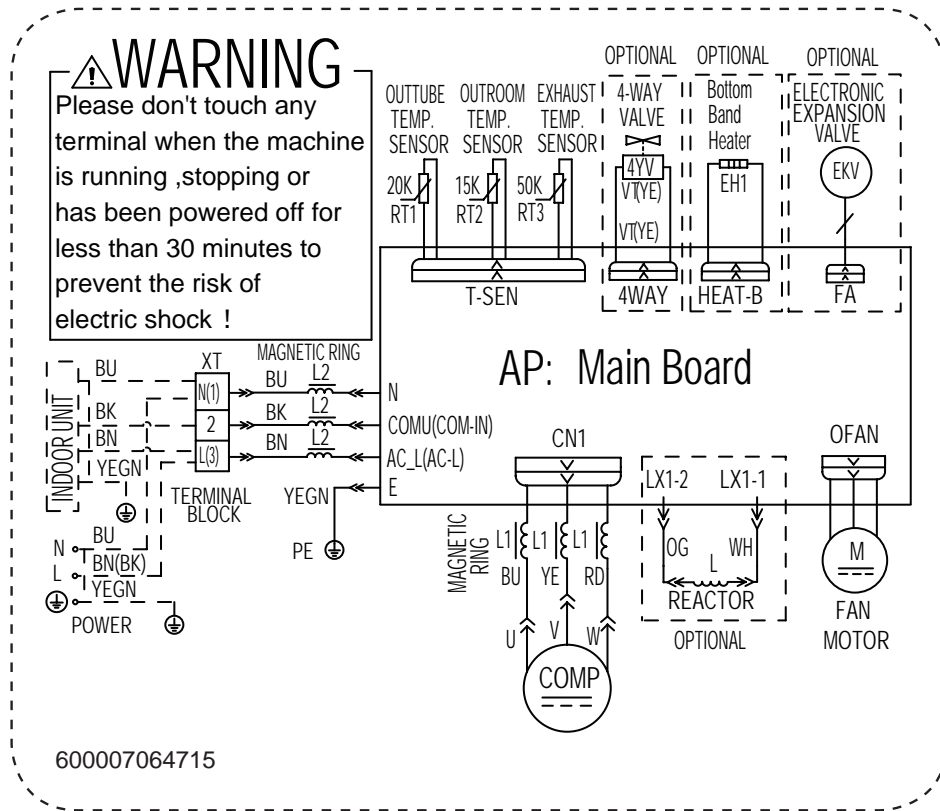 WARNING
Please don't touch any
terminal when the machine
is running ,stopping or
has been powered off for
less than 30 minutes to
prevent the risk of
electric shock !
OUTTUBE
TEMP.
SENSOR
20K
RT1
OUTROOM
TEMP.
SENSOR
15K
RT2
EXHAUST
TEMP.
SENSOR
50K
RT3
T-SEN
OPTIONAL
4-WAY
VALVE
4YV
VT(YE)
VT(YE)
4WAY
OPTIONAL
Bottom
Band
Heater
EH1
HEAT-B
OPTIONAL
ELECTRONIC
EXPANSION
VALVE
EKV
FA
AP: Main Board
INDOOR UNIT
BU
BK
BN
YEGN
XT
N(1)
2
L(3)
TERMINAL
BLOCK
MAGNETIC RING
BU
L2
N
BK
L2
COMU(COM-IN)
BN
L2
AC_L(AC-L)
YEGN
E
PE
N
BU
L
BN(BK)
YEGN
POWER
CN1
MAGNETIC
RING
L1
L1
L1
BU
YE
RD
U
V
W
COMP
LX1-2
LX1-1
OG
WH
L
REACTOR
OPTIONAL
OFAN
M
FAN
MOTOR
600007064715